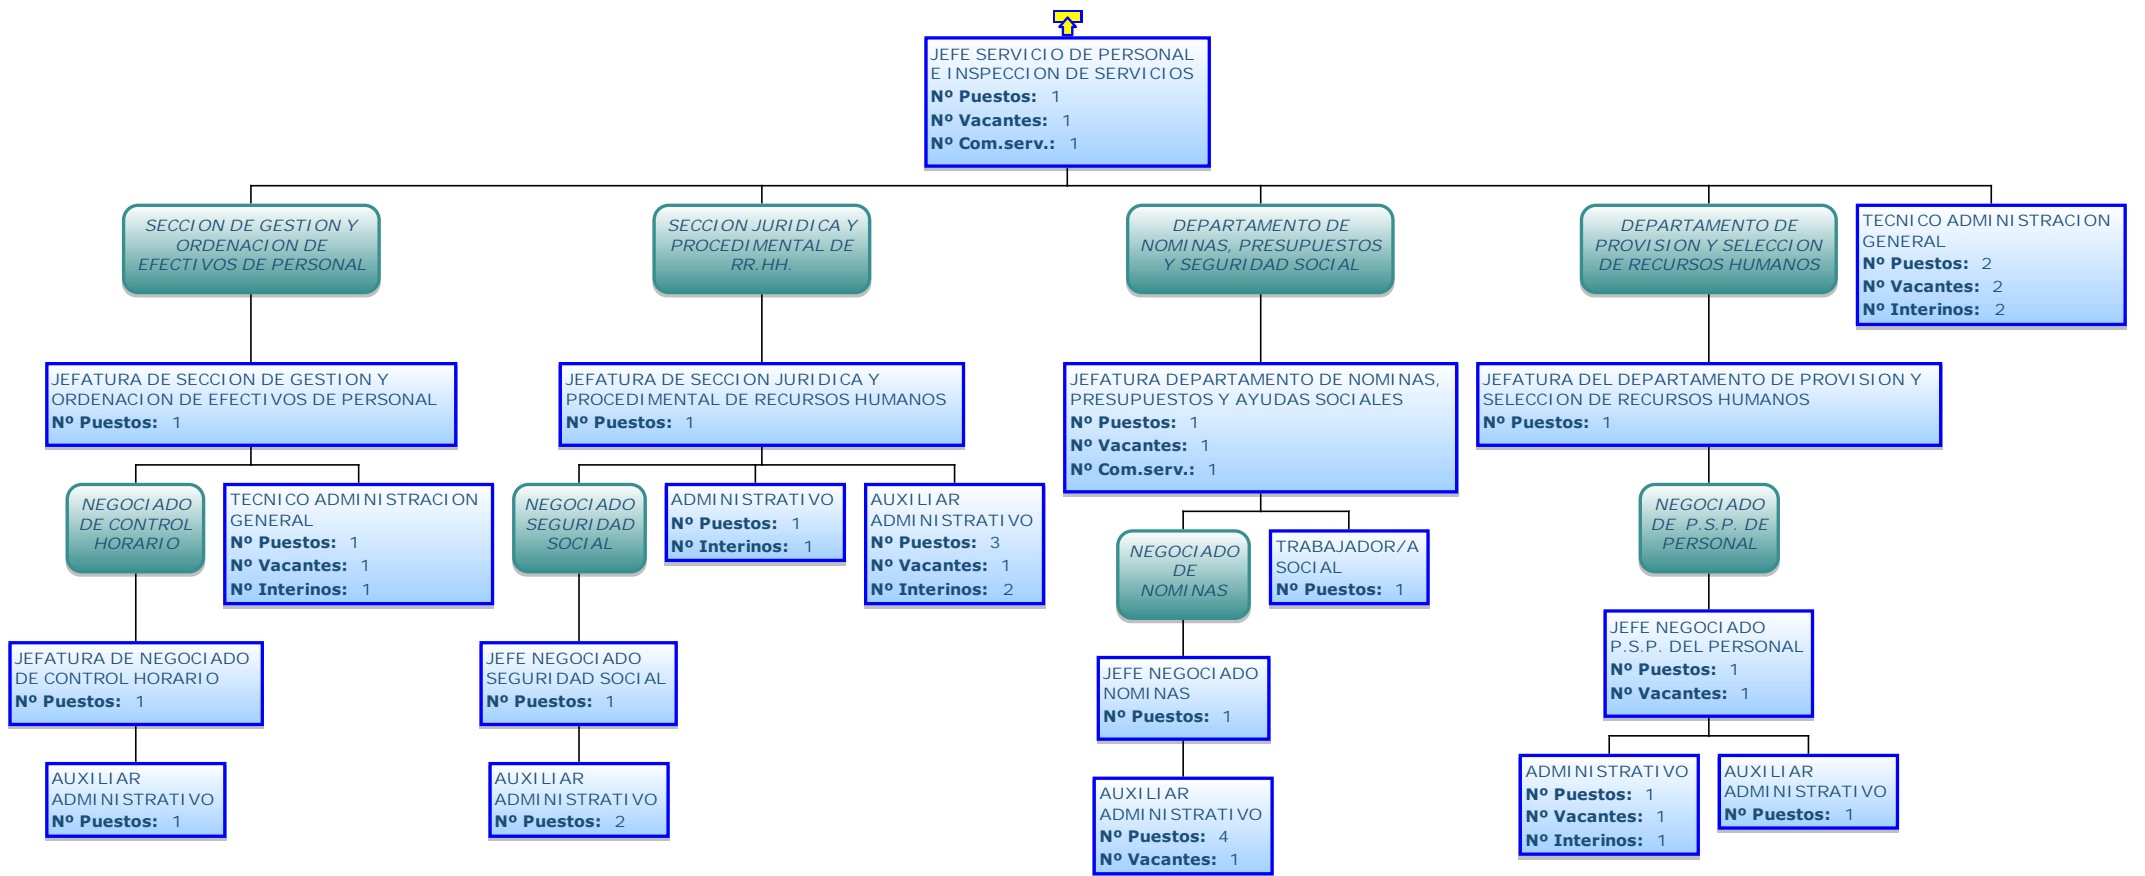 JEFE SERVICIO DE PERSONAL
E INSPECCION DE SERVICIOS
Nº Puestos: 1
Nº Vacantes: 1
Nº Com.serv.: 1
SECCION DE GESTION Y
ORDENACION DE
EFECTIVOS DE PERSONAL
SECCION JURIDICA Y
PROCEDIMENTAL DE
RR.HH.
DEPARTAMENTO DE
NOMINAS, PRESUPUESTOS
Y SEGURIDAD SOCIAL
DEPARTAMENTO DE
PROVISION Y SELECCION
DE RECURSOS HUMANOS
TECNICO ADMINISTRACION
GENERAL
Nº Puestos: 2
Nº Vacantes: 2
Nº Interinos: 2
JEFATURA DE SECCION DE GESTION Y
ORDENACION DE EFECTIVOS DE PERSONAL
Nº Puestos: 1
JEFATURA DE SECCION JURIDICA Y
PROCEDIMENTAL DE RECURSOS HUMANOS
Nº Puestos: 1
JEFATURA DEPARTAMENTO DE NOMINAS,
PRESUPUESTOS Y AYUDAS SOCIALES
Nº Puestos: 1
Nº Vacantes: 1
Nº Com.serv.: 1
JEFATURA DEL DEPARTAMENTO DE PROVISION Y
SELECCION DE RECURSOS HUMANOS
Nº Puestos: 1
NEGOCIADO
DE CONTROL
HORARIO
TECNICO ADMINISTRACION
GENERAL
Nº Puestos: 1
Nº Vacantes: 1
Nº Interinos: 1
NEGOCIADO
SEGURIDAD
SOCIAL
ADMINISTRATIVO
Nº Puestos: 1
Nº Interinos: 1
AUXILIAR
ADMINISTRATIVO
Nº Puestos: 3
Nº Vacantes: 1
Nº Interinos: 2
NEGOCIADO
DE
NOMINAS
TRABAJADOR/A
SOCIAL
Nº Puestos: 1
NEGOCIADO
DE P.S.P. DE
PERSONAL
JEFATURA DE NEGOCIADO
DE CONTROL HORARIO
Nº Puestos: 1
JEFE NEGOCIADO
SEGURIDAD SOCIAL
Nº Puestos: 1
JEFE NEGOCIADO
NOMINAS
Nº Puestos: 1
JEFE NEGOCIADO
P.S.P. DEL PERSONAL
Nº Puestos: 1
Nº Vacantes: 1
AUXILIAR
ADMINISTRATIVO
Nº Puestos: 1
AUXILIAR
ADMINISTRATIVO
Nº Puestos: 2
AUXILIAR
ADMINISTRATIVO
Nº Puestos: 4
Nº Vacantes: 1
ADMINISTRATIVO
Nº Puestos: 1
Nº Vacantes: 1
Nº Interinos: 1
AUXILIAR
ADMINISTRATIVO
Nº Puestos: 1